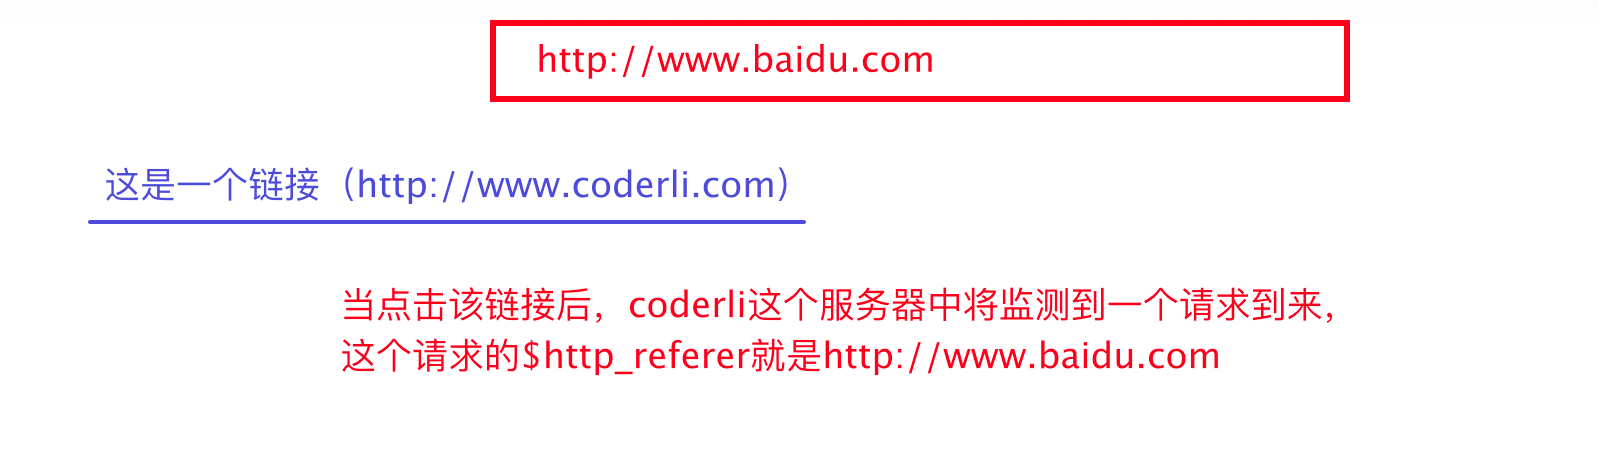 http://www.baidu.com
这是一个链接（http://www.coderli.com）
当点击该链接后，coderli这个服务器中将监测到一个请求到来，
这个请求的$http_referer就是http://www.baidu.com